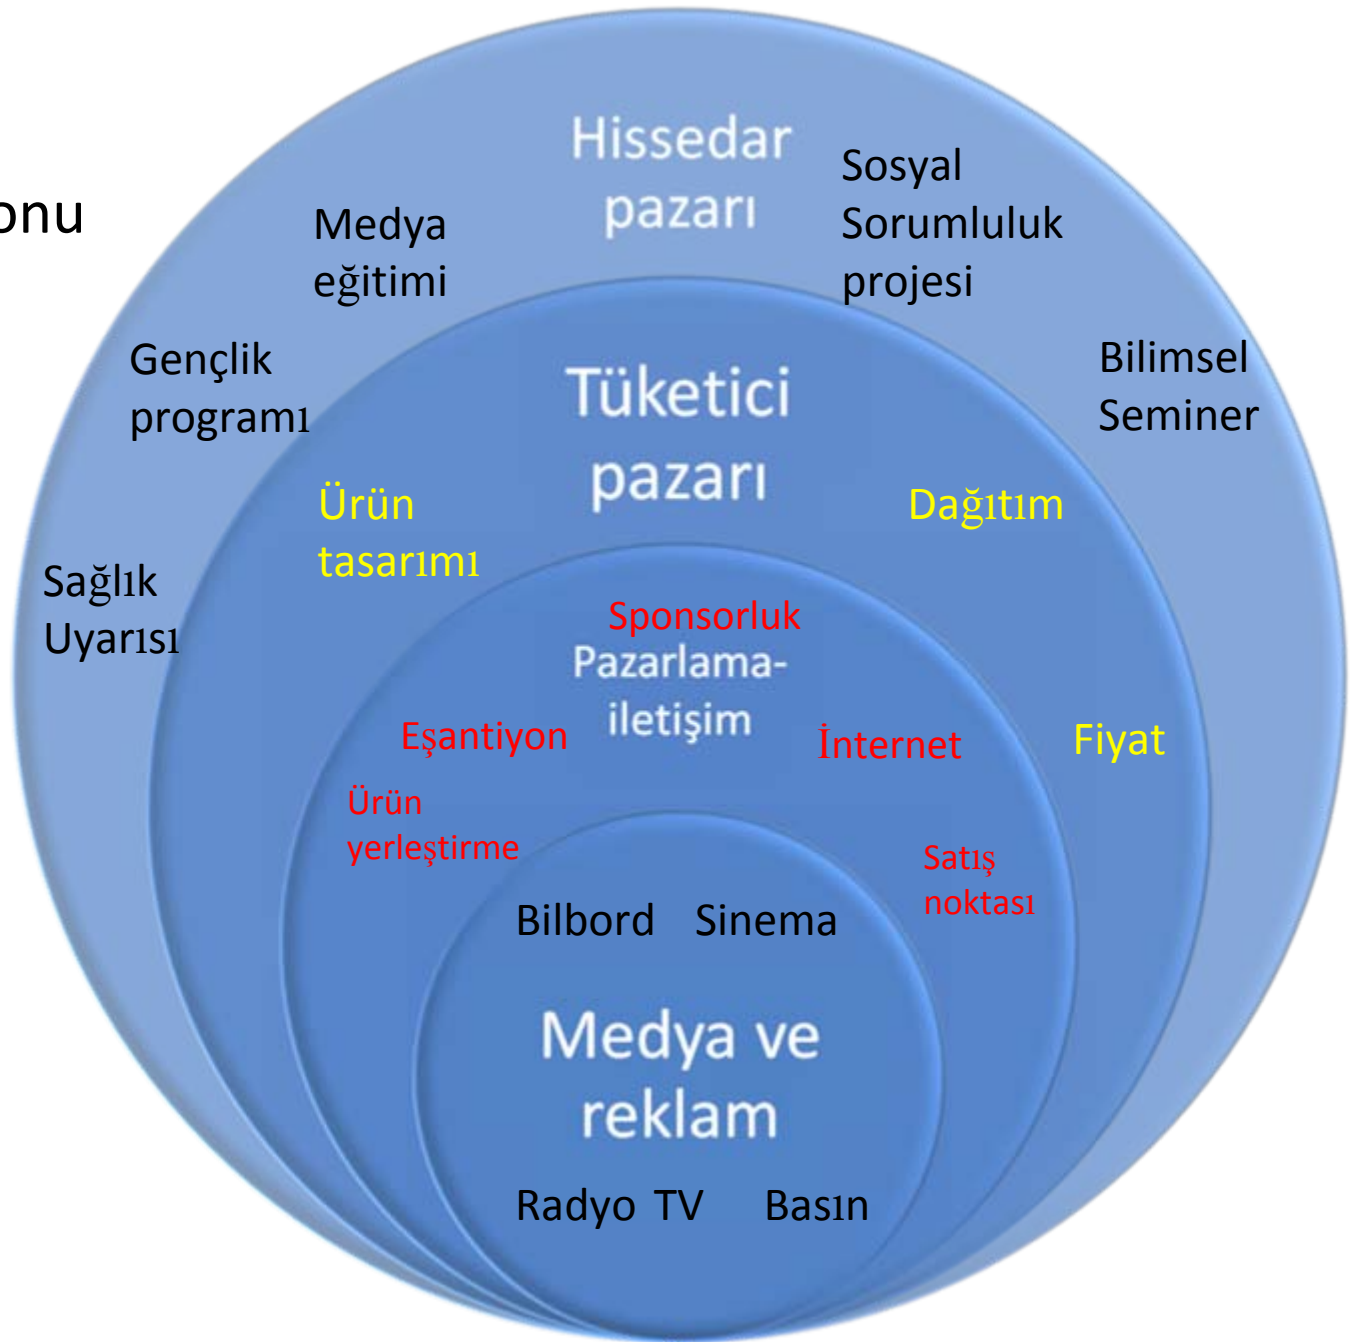 Hissedar
pazarı
Sosyal
Sorumluluk
projesi
onu
Medya
eğitimi
Gençlik
programı
Bilimsel
Seminer
Tüketici
pazarı
Ürün
tasarımı
Dağıtım
Sağlık
Uyarısı
Sponsorluk
Pazarlama-
iletişim
Eşantiyon
İnternet
Fiyat
Ürün
yerleştirme
Satış
noktası
Bilbord Sinema
Medya ve
reklam
Radyo TV Basın